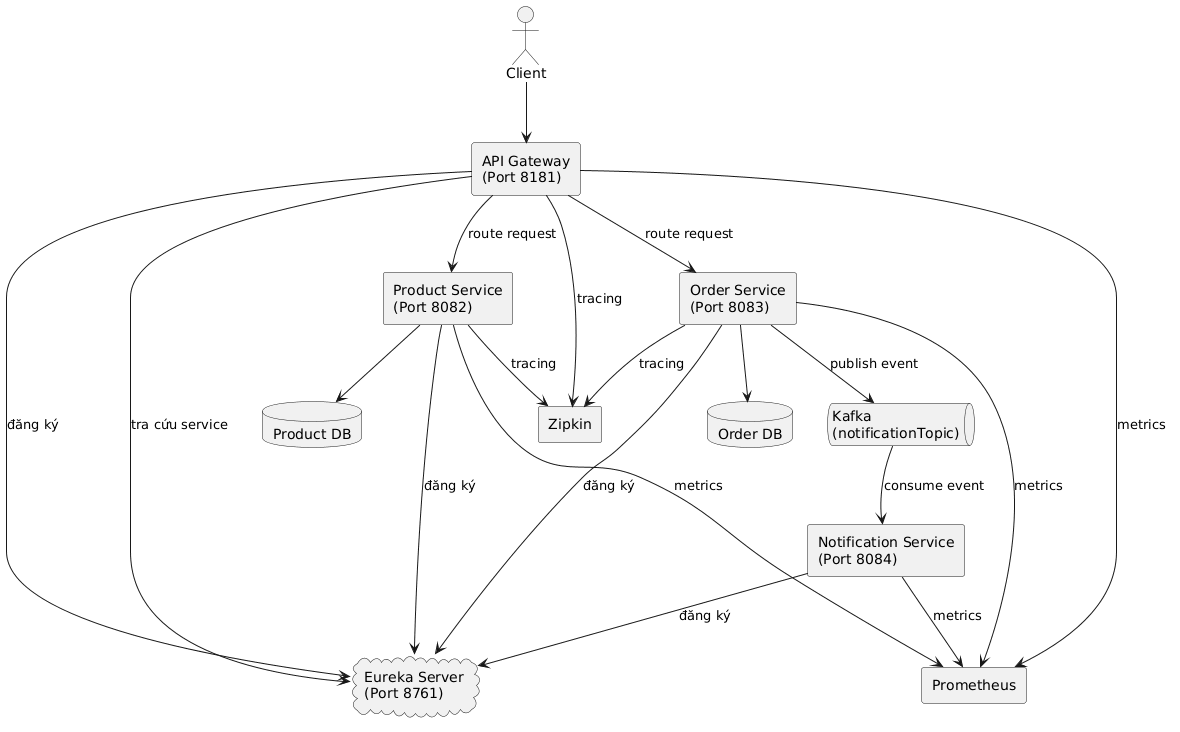 Client
API Gateway
(Port 8181)
route request
route request
Product Service
(Port 8082)
tracing
Order Service
(Port 8083)
tracing
tracing
publish event
đăng ký
tra cứu service
Product DB
Zipkin
Order DB
Kafka
(notificationTopic)
metrics
đăng ký
đăng ký
metrics
consume event
metrics
Notification Service
(Port 8084)
đăng ký
metrics
Eureka Server
(Port 8761)
Prometheus